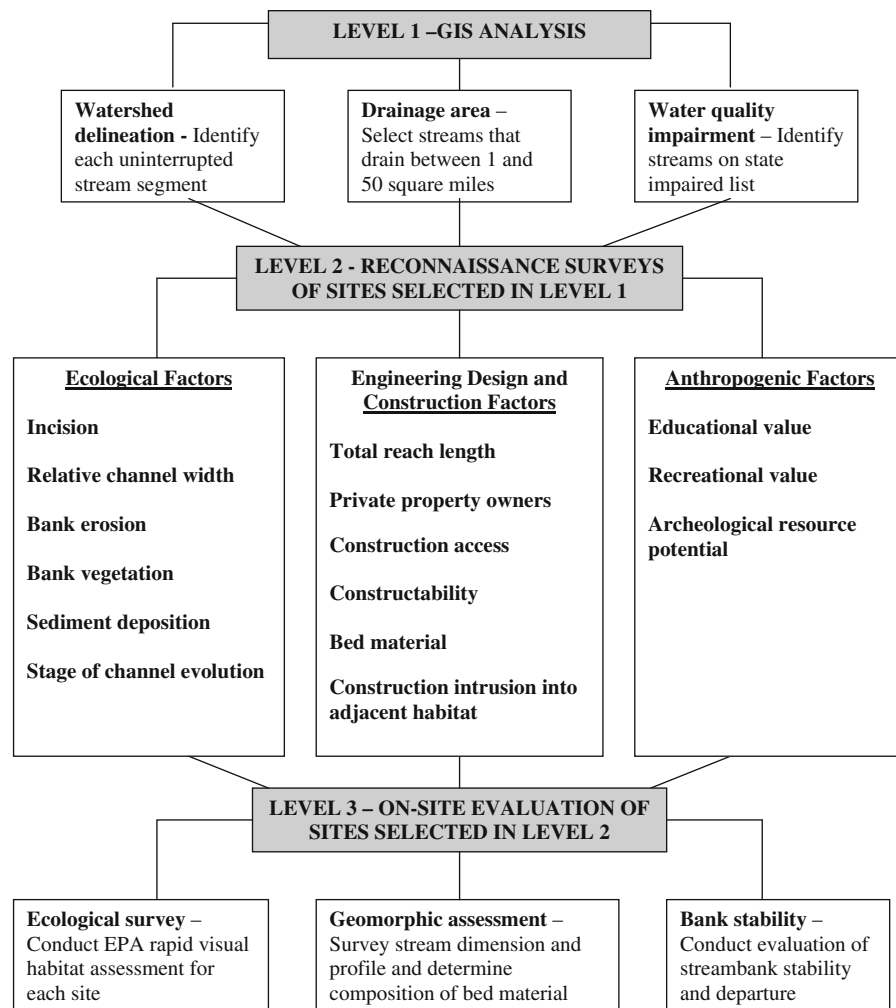 LEVEL 1 –GIS ANALYSIS
Watershed
delineation - Identify
each uninterrupted
stream segment
Drainage area –
Select streams that
drain between 1 and
50 square miles
Water quality
impairment – Identify
streams on state
impaired list
LEVEL 2 - RECONNAISSANCE SURVEYS
OF SITES SELECTED IN LEVEL 1
Ecological Factors
Incision
Relative channel width
Bank erosion
Bank vegetation
Sediment deposition
Stage of channel evolution
Engineering Design and
Construction Factors
Total reach length
Private property owners
Construction access
Constructability
Bed material
Construction intrusion into
adjacent habitat
Anthropogenic Factors
Educational value
Recreational value
Archeological resource
potential
LEVEL 3 – ON-SITE EVALUATION OF
SITES SELECTED IN LEVEL 2
Ecological survey –
Conduct EPA rapid visual
habitat assessment for
each site
Geomorphic assessment –
Survey stream dimension and
profile and determine
composition of bed material
Bank stability –
Conduct evaluation of
streambank stability
and departure